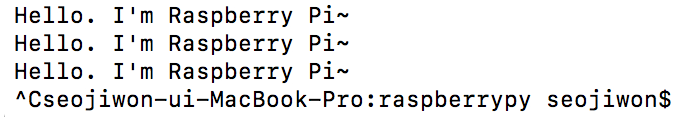 Hello. I'm Raspberry Pi~
Hello. I'm Raspberry Pi~
Hello. I'm Raspberry Pi~
^Cseojiwon-ui-MacBook-Pro:raspberrypy seojiwon$